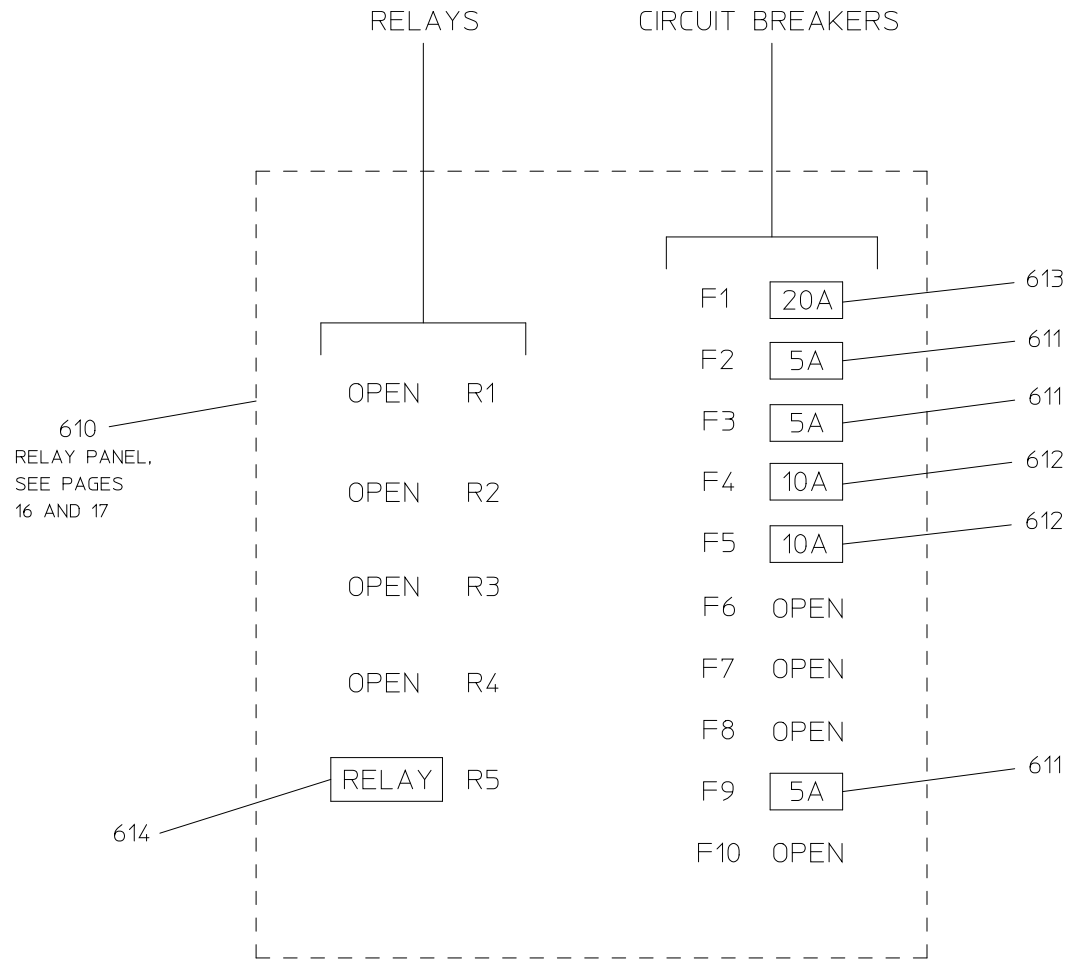 RELAYS
CIRCUIT BREAKERS
F1 20A 613
F2 5A 611
F3 5A 611
F4 10A 612
F5 10A 612
F6 OPEN
F7 OPEN
F8 OPEN
F9 5A 611
F10 OPEN
OPEN R1
OPEN R2
OPEN R3
OPEN R4
RELAY R5
614
610
RELAY PANEL,
SEE PAGES
16 AND 17